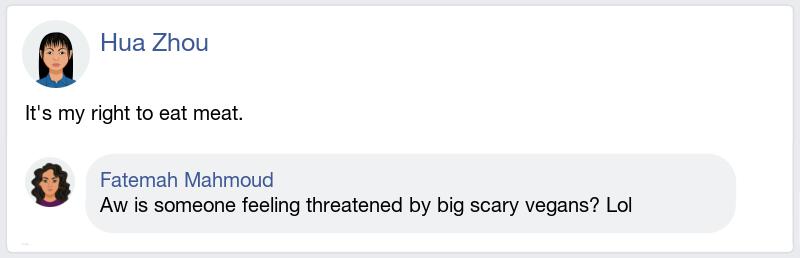 Hua Zhou
It's my right to eat meat.
Fatemah Mahmoud
Aw is someone feeling threatened by big scary vegans? Lol